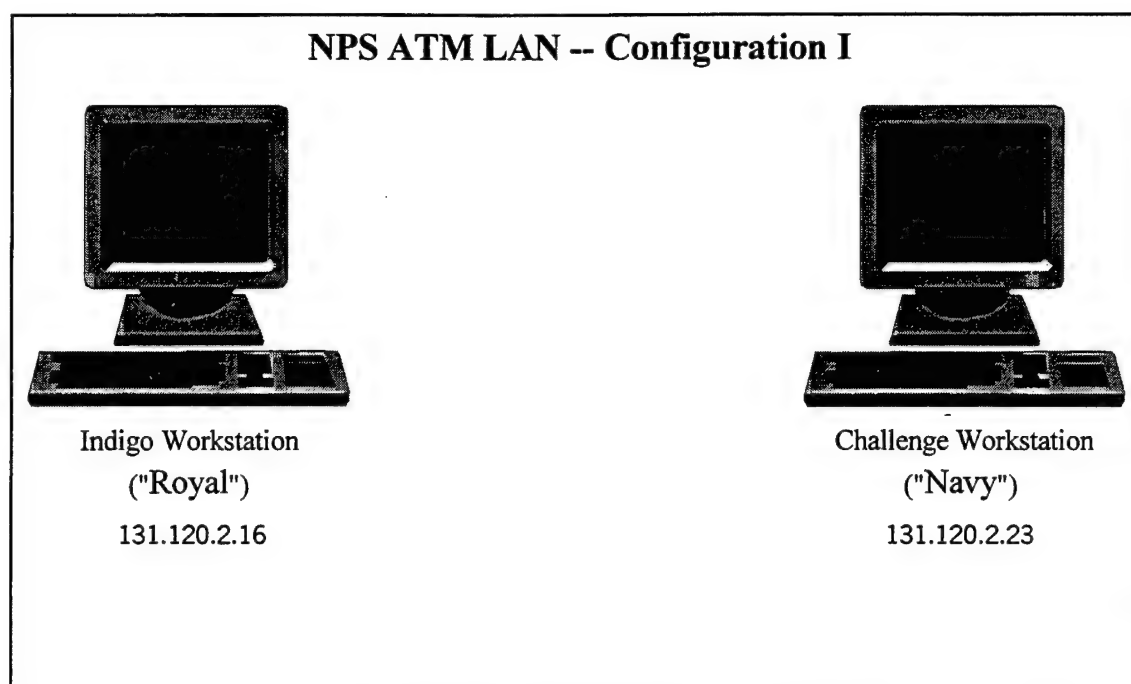 NPS ATM LAN -- Configuration I
Indigo Workstation
("Royal")
131.120.2.16
Challenge Workstation
("Navy")
131.120.2.23